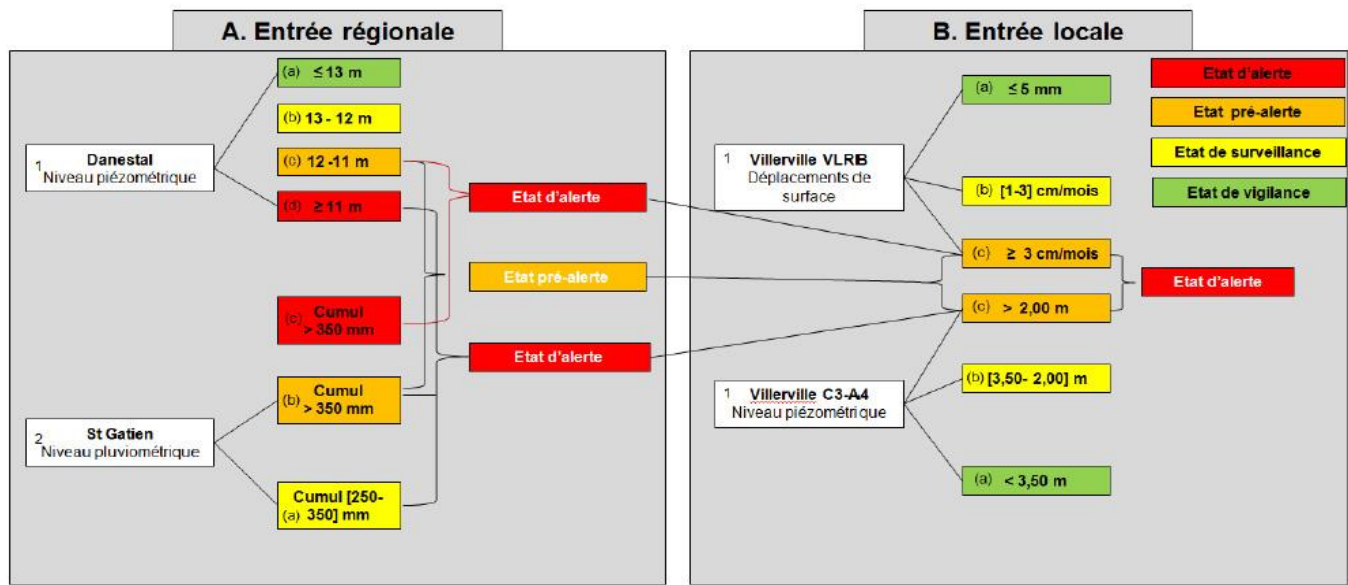 A. Entrée régionale
(a) ≤ 13 m
(b) 13 - 12 m
1 Danestal
Niveau piézométrique
(c) 12 -11 m
(d) ≥ 11 m
Etat d'alerte
Etat pré-alerte
(c) Cumul
> 350 mm
Etat d'alerte
(b) Cumul
> 350 mm
2 St Gatien
Niveau pluviométrique
Cumul [250-
(a) 350] mm
B. Entrée locale
(a) ≤ 5 mm
1 Villerville VLRB
Déplacements de
surface
(b) [1-3] cm/mois
(c) ≥ 3 cm/mois
Etat d'alerte
(c) > 2,00 m
(b) [3,50- 2,00] m
1 Villerville C3-A4
Niveau piézométrique
(a) < 3,50 m
Etat d'alerte
Etat pré-alerte
Etat de surveillance
Etat de vigilance